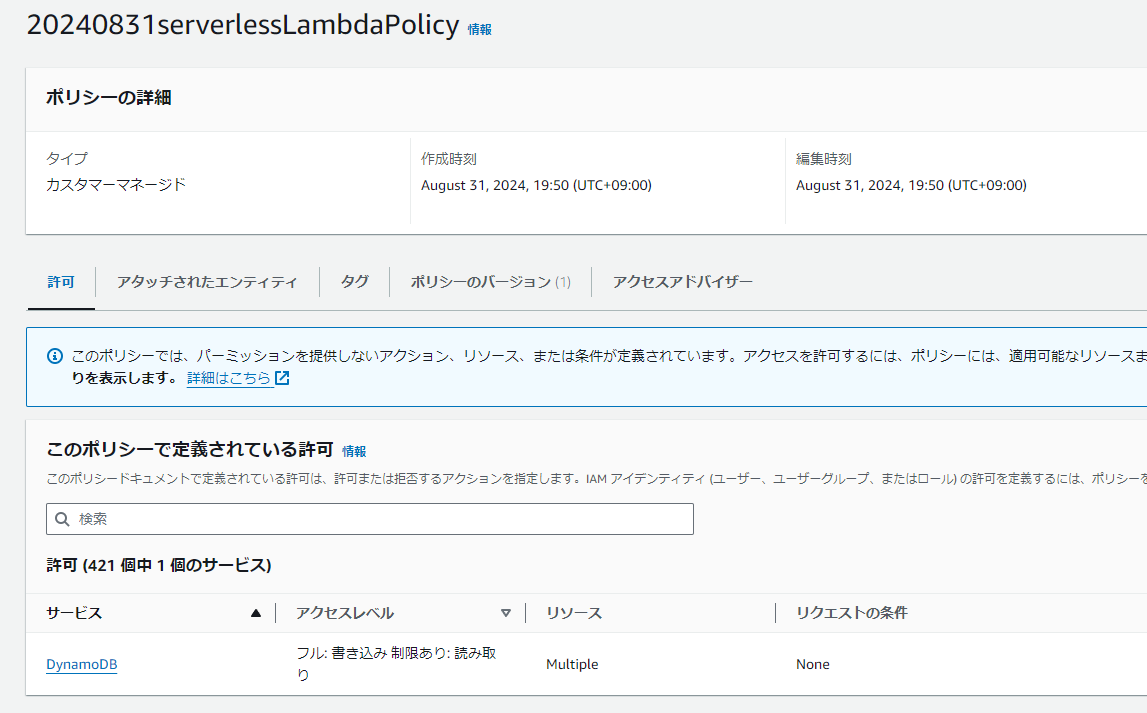 20240831serverlessLambdaPolicy 情報
ポリシーの詳細
タイプ
カスタマーマネージド
作成時刻
August 31, 2024, 19:50 (UTC+09:00)
編集時刻
August 31, 2024, 19:50 (UTC+09:00)
許可
アタッチされたエンティティ
タグ
ポリシーのバージョン (1)
アクセスアドバイザー
このポリシーでは、パーミッションを提供しないアクション、リソース、または条件が定義されています。アクセスを許可するには、ポリシーには、適用可能なリソースま
りを表示します。 詳細はこちら
このポリシーで定義されている許可 情報
このポリシードキュメントで定義されている許可は、許可または拒否するアクションを指定します。IAM アイデンティティ (ユーザー、ユーザーグループ、またはロール) の許可を定義するには、ポリシーを
検索
許可 (421 個中 1 個のサービス)
サービス
アクセスレベル
リソース
リクエストの条件
DynamoDB
フル: 書き込み 制限あり: 読み取
り
Multiple
None